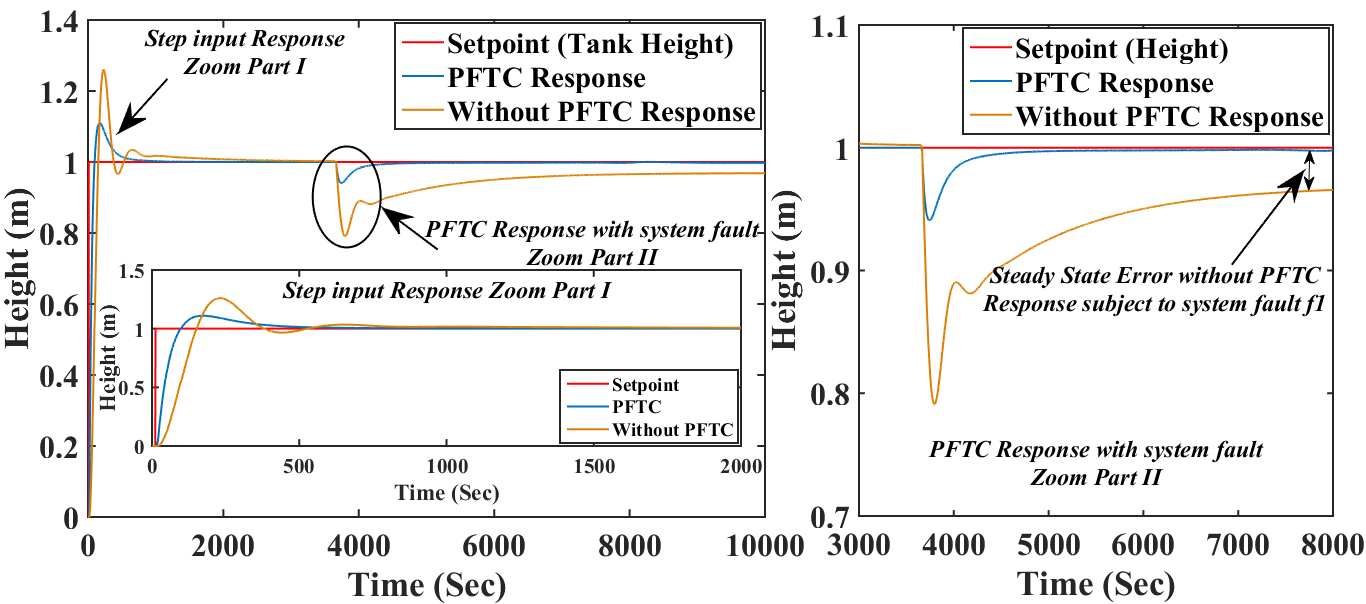 1.4
1.2
1
0.8
0.6
0.4
0.2
0
Height (m)
Step input Response
Zoom Part I
Setpoint (Tank Height)
PFTC Response
Without PFTC Response
PFTC Response with system fault
Zoom Part II
1.5
1
0.5
0
Height (m)
Step input Response Zoom Part I
Setpoint
PFTC
Without PFTC
0 500 1000 1500 2000
Time (Sec)
0 2000 4000 6000 8000 10000
Time (Sec)
1.1
1
0.9
0.8
0.7
Height (m)
Setpoint (Height)
PFTC Response
Without PFTC Response
Steady State Error without PFTC
Response subject to system fault f1
PFTC Response with system fault
Zoom Part II
3000 4000 5000 6000 7000 8000
Time (Sec)